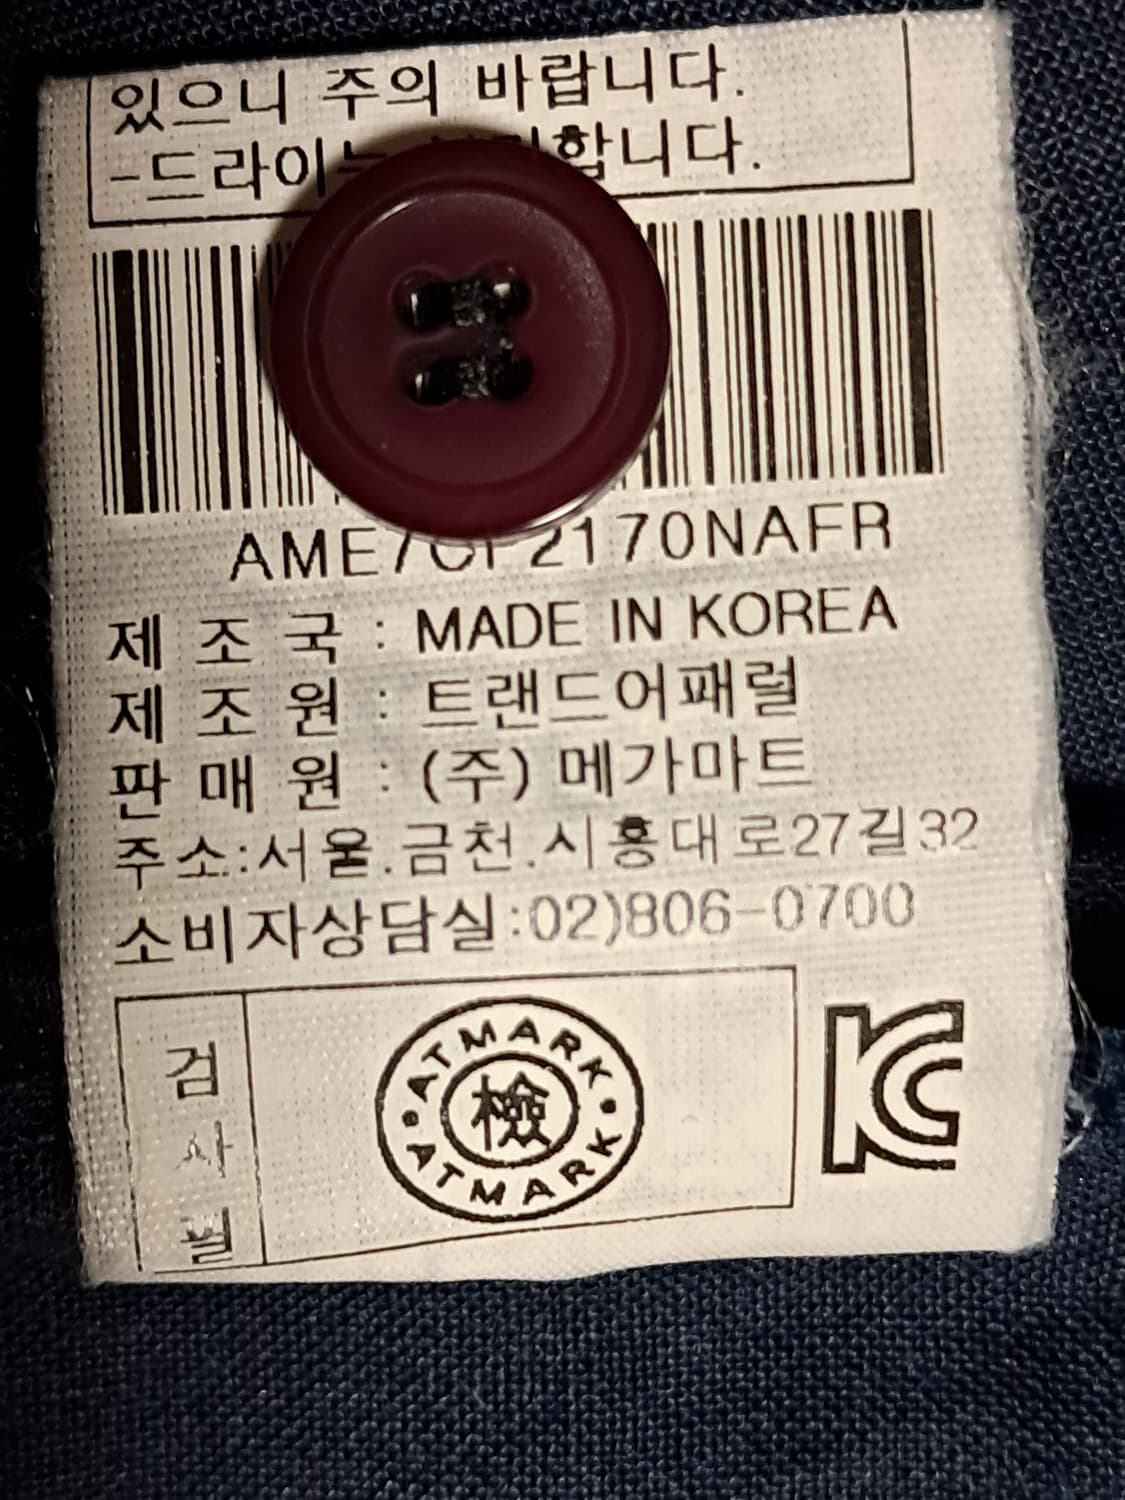 있으니 주의 바랍니다.
-드라이는 합니다.
2170NAFR
제 조 국 : MADE IN KOREA
제 조 원 : 트랜드어패럴
판 매 원 : (주) 메가마트
주소:서울.금천.시흥대로27길32
소비자상담실:02)806-0700
검
사
필
ATMARK
檢
ATMARK
KC